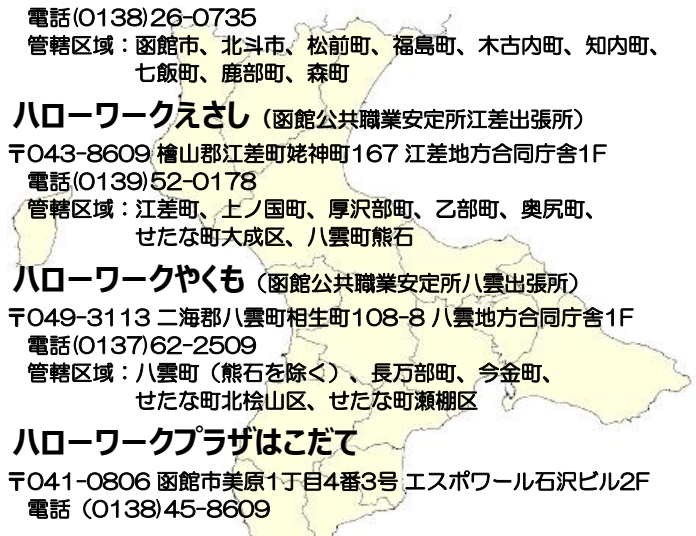 電話(0138)26-0735
管轄区域：函館市、北斗市、松前町、福島町、木古内町、知内町、
七飯町、鹿部町、森町
ハローワークえさし（函館公共職業安定所江差出張所）
〒043-8609 檜山郡江差町姥神町167 江差地方合同庁舎1F
電話(0139)52-0178
管轄区域：江差町、上ノ国町、厚沢部町、乙部町、奥尻町、
せたな町大成区、八雲町熊石
ハローワークやくも（函館公共職業安定所八雲出張所）
〒049-3113 二海郡八雲町相生町108-8 八雲地方合同庁舎1F
電話(0137)62-2509
管轄区域：八雲町（熊石を除く）、長万部町、今金町、
せたな町北桧山区、せたな町瀬棚区
ハローワークプラザはこだて
〒041-0806 函館市美原1丁目4番3号 エスポワール石沢ビル2F
電話（0138)45-8609